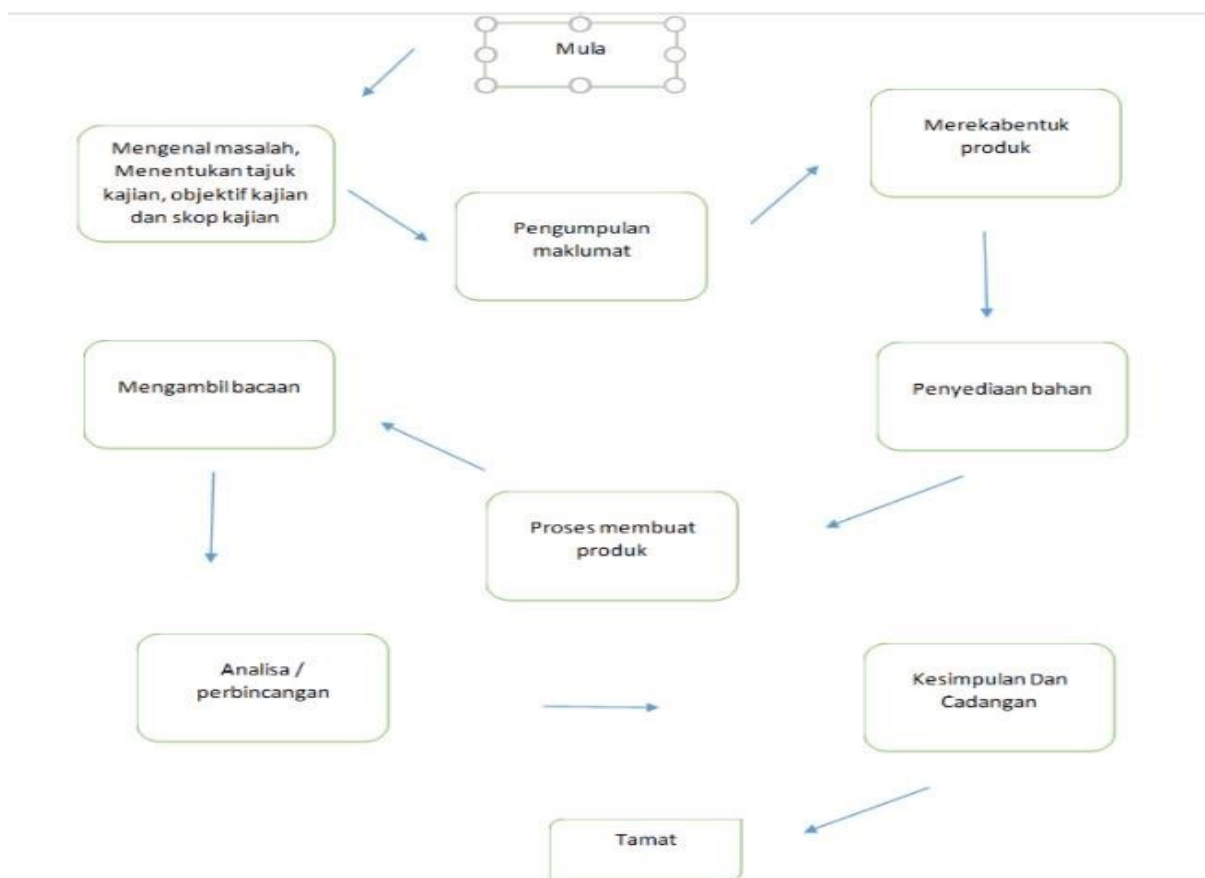 Mula
Mengenal masalah,
Menentukan tajuk
kajian, objektif kajian
dan skop kajian
Pengumpulan
maklumat
Merekabentuk
produk
Penyediaan bahan
Proses membuat
produk
Mengambil bacaan
Analisa /
perbincangan
Kesimpulan Dan
Cadangan
Tamat